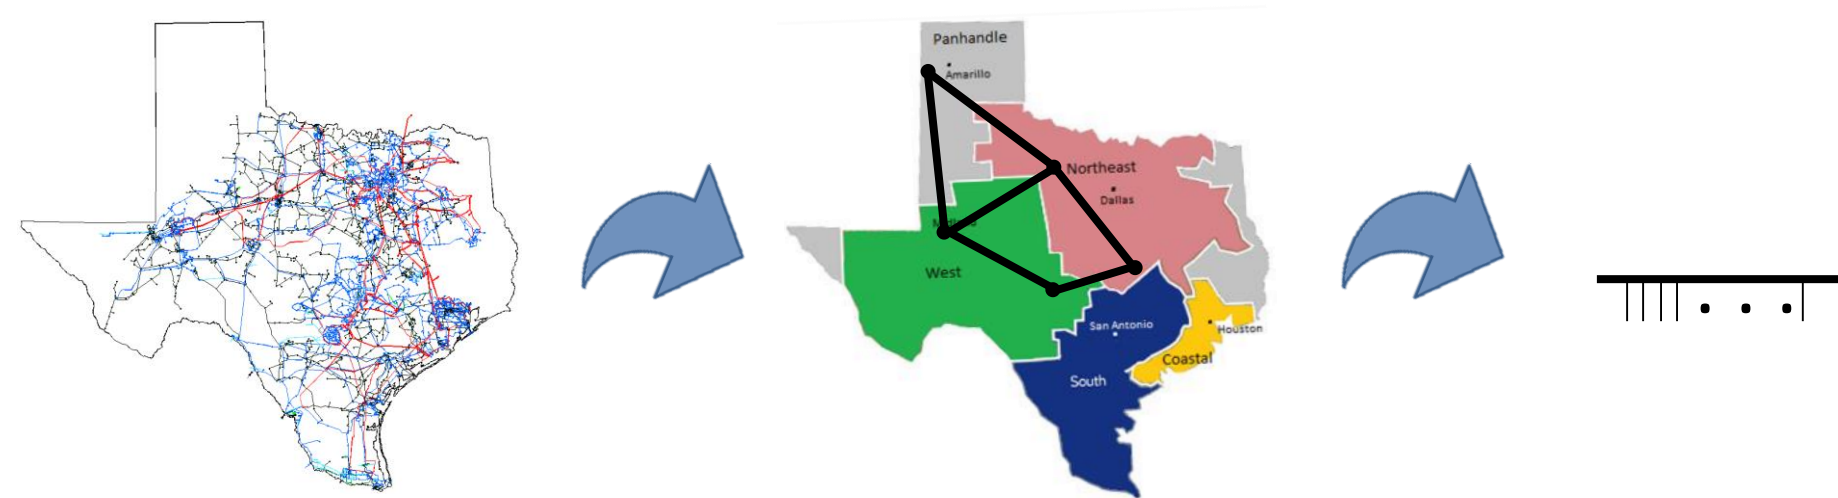 Panhandle
Amarillo
Northeast
Dallas
West
San Antonio
Houston
Coastal
South